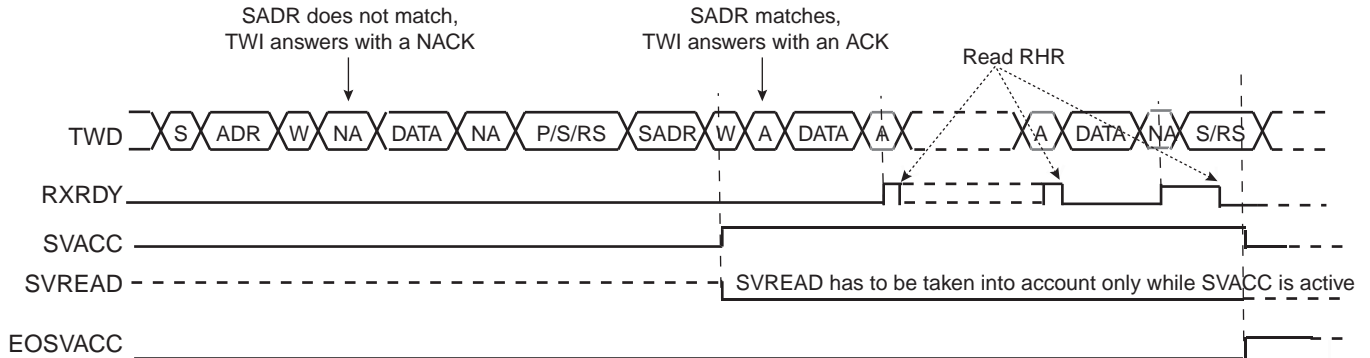 SADR does not match,
TWI answers with a NACK
SADR matches,
TWI answers with an ACK
Read RHR
TWD S ADR W NA DATA NA P/S/RS SADR W A DATA A A DATA NA S/RS
RXRDY
SVACC
SVREAD SVREAD has to be taken into account only while SVACC is active
EOSVACC